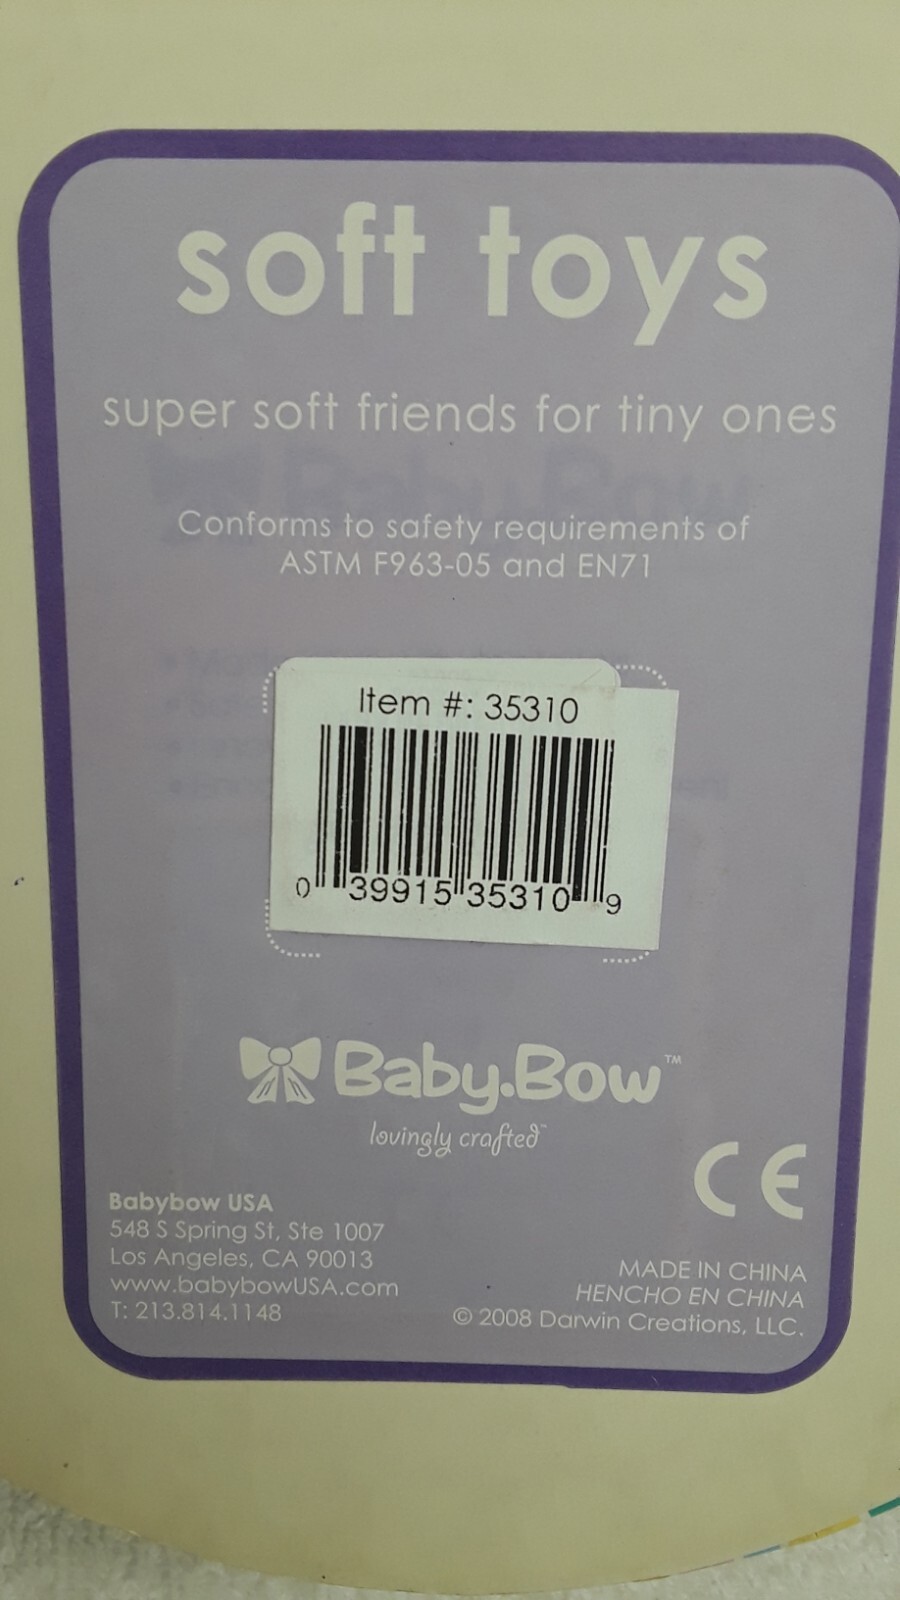 soft toys
super soft friends for tiny ones
Conforms to safety requirements of
ASTM F963-05 and EN71
Item #: 35310
0 39915 35310 9
Baby.Bow™
lovingly crafted™
CE
Babybow USA
548 S Spring St, Ste 1007
Los Angeles, CA 90013
www.babybowUSA.com
T: 213.814.1148
MADE IN CHINA
HENCHO EN CHINA
© 2008 Darwin Creations, LLC.